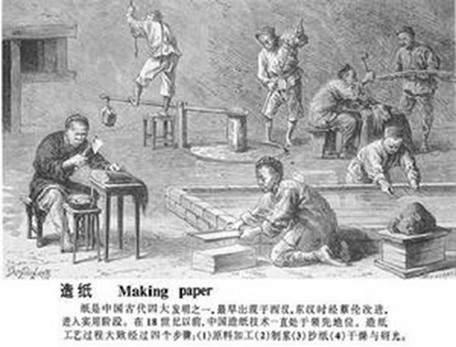 造纸 Making paper
纸是中国古代四大发明之一,最早出现于西汉,东汉时经蔡伦改进,
进入实用阶段。在18世纪以前,中国造纸技术一直处于领先地位。造纸
工艺过程大致经过四个步骤:(1)原料加工(2)制浆(3)抄纸(4)干燥与研光。